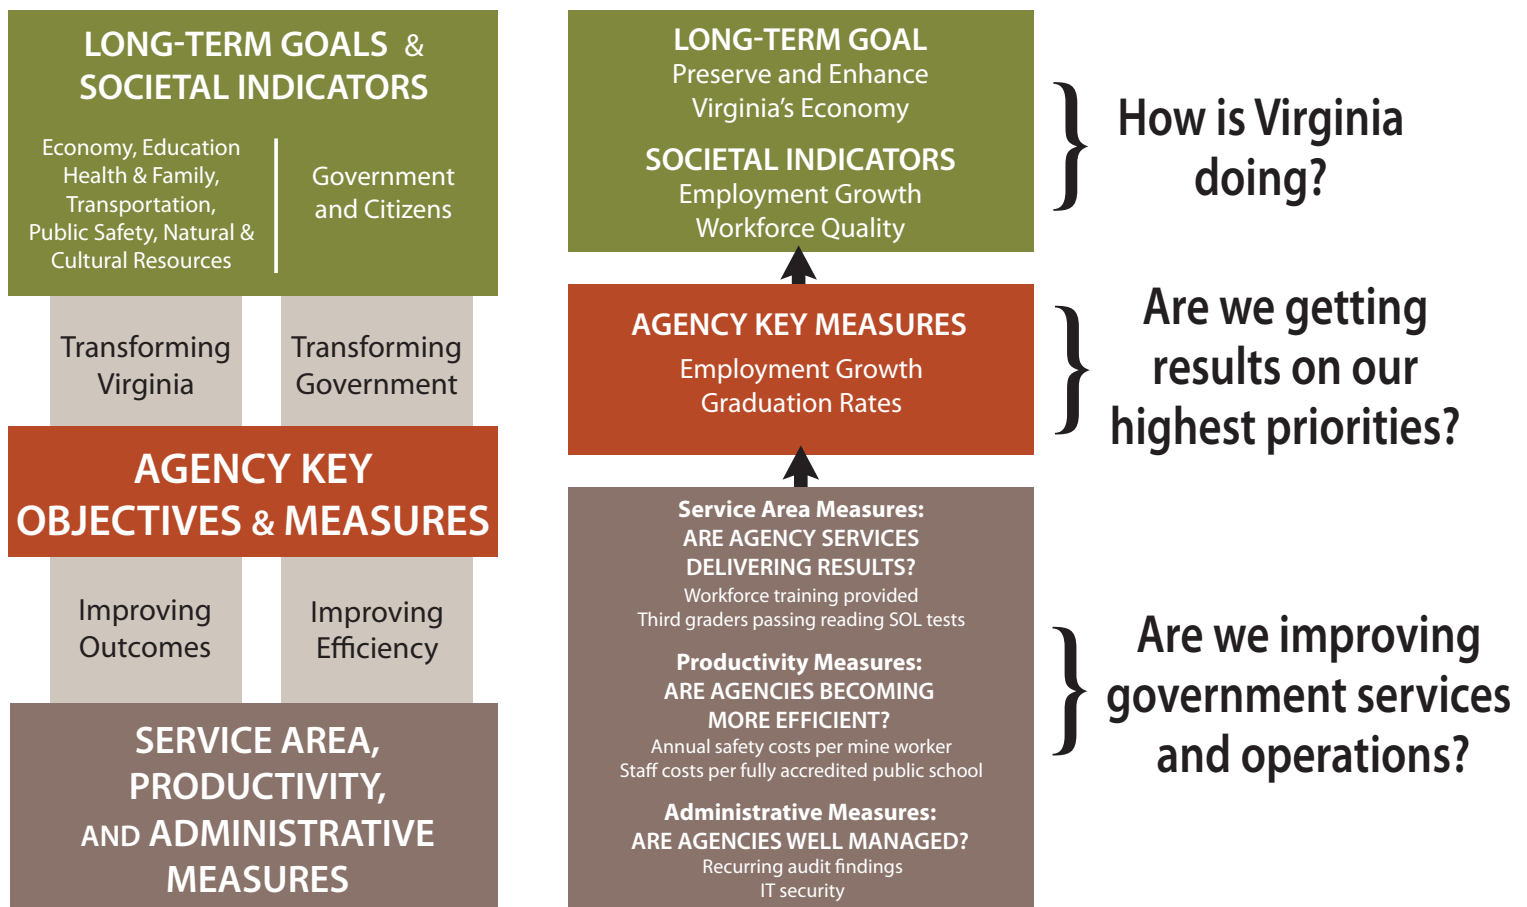 LONG-TERM GOALS &
SOCIETAL INDICATORS
Economy, Education
Health & Family,
Transportation,
Public Safety, Natural &
Cultural Resources
Government
and Citizens
Transforming
Virginia
Transforming
Government
AGENCY KEY
OBJECTIVES & MEASURES
Improving
Outcomes
Improving
Efficiency
SERVICE AREA,
PRODUCTIVITY,
AND ADMINISTRATIVE
MEASURES
LONG-TERM GOAL
Preserve and Enhance
Virginia’s Economy
SOCIETAL INDICATORS
Employment Growth
Workforce Quality
AGENCY KEY MEASURES
Employment Growth
Graduation Rates
Service Area Measures:
ARE AGENCY SERVICES
DELIVERING RESULTS?
Workforce training provided
Third graders passing reading SOL tests
Productivity Measures:
ARE AGENCIES BECOMING
MORE EFFICIENT?
Annual safety costs per mine worker
Staff costs per fully accredited public school
Administrative Measures:
ARE AGENCIES WELL MANAGED?
Recurring audit findings
IT security
How is Virginia
doing?
Are we getting
results on our
highest priorities?
Are we improving
government services
and operations?